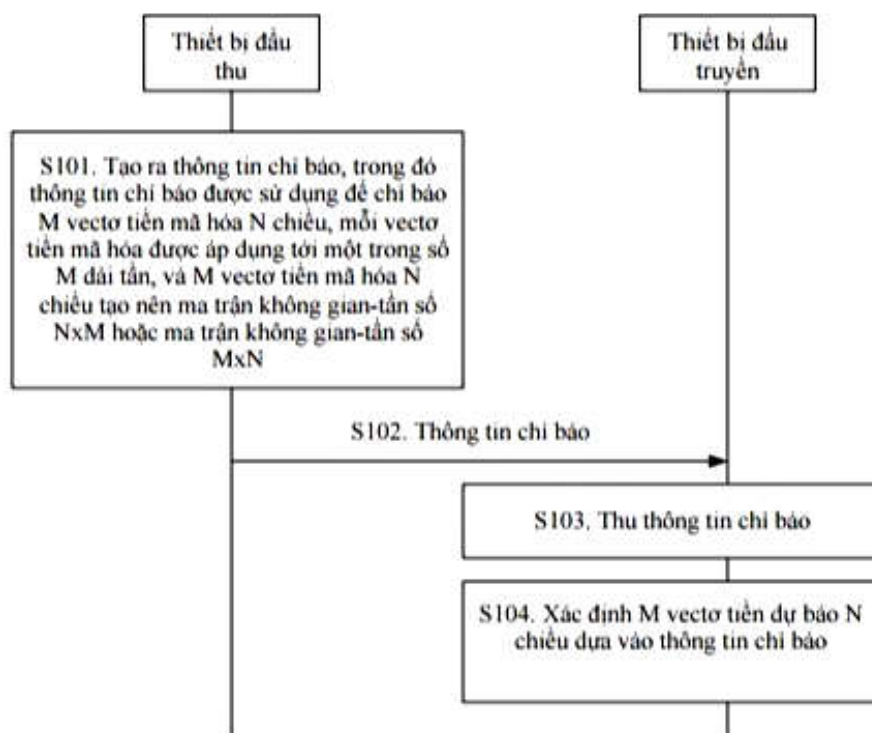 Thiết bị đầu
thu
Thiết bị đầu
truyền
S101. Tạo ra thông tin chỉ báo, trong đó
thông tin chỉ báo được sử dụng để chỉ báo
M vectơ tiền mã hóa N chiều, mỗi vectơ
tiền mã hóa được áp dụng tới một trong số
M dải tần, và M vectơ tiền mã hóa N
chiều tạo nên ma trận không gian-tần số
NxM hoặc ma trận không gian-tần số
MxN
S102. Thông tin chỉ báo
S103. Thu thông tin chỉ báo
S104. Xác định M vectơ tiền dự báo N
chiều dựa vào thông tin chỉ báo